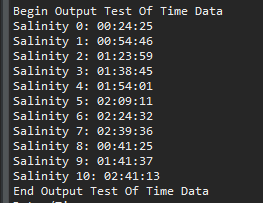 Begin Output Test Of Time Data
Salinity 0: 00:24:25
Salinity 1: 00:54:46
Salinity 2: 01:23:59
Salinity 3: 01:38:45
Salinity 4: 01:54:01
Salinity 5: 02:09:11
Salinity 6: 02:24:32
Salinity 7: 02:39:36
Salinity 8: 00:41:25
Salinity 9: 01:41:37
Salinity 10: 02:41:13
End Output Test Of Time Data